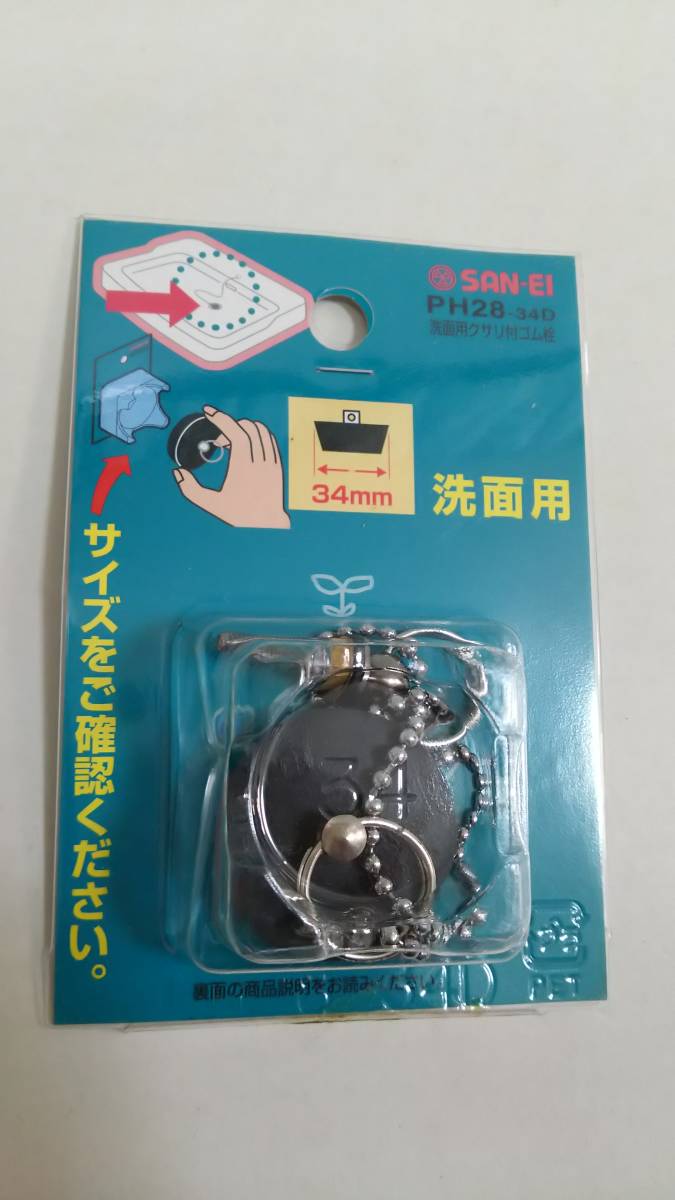 SAN-EI
PH28-34D
洗面用クサリ付ゴム栓
34mm
洗面用
サイズをご確認ください。
34
裏面の商品説明をお読みください。
PET